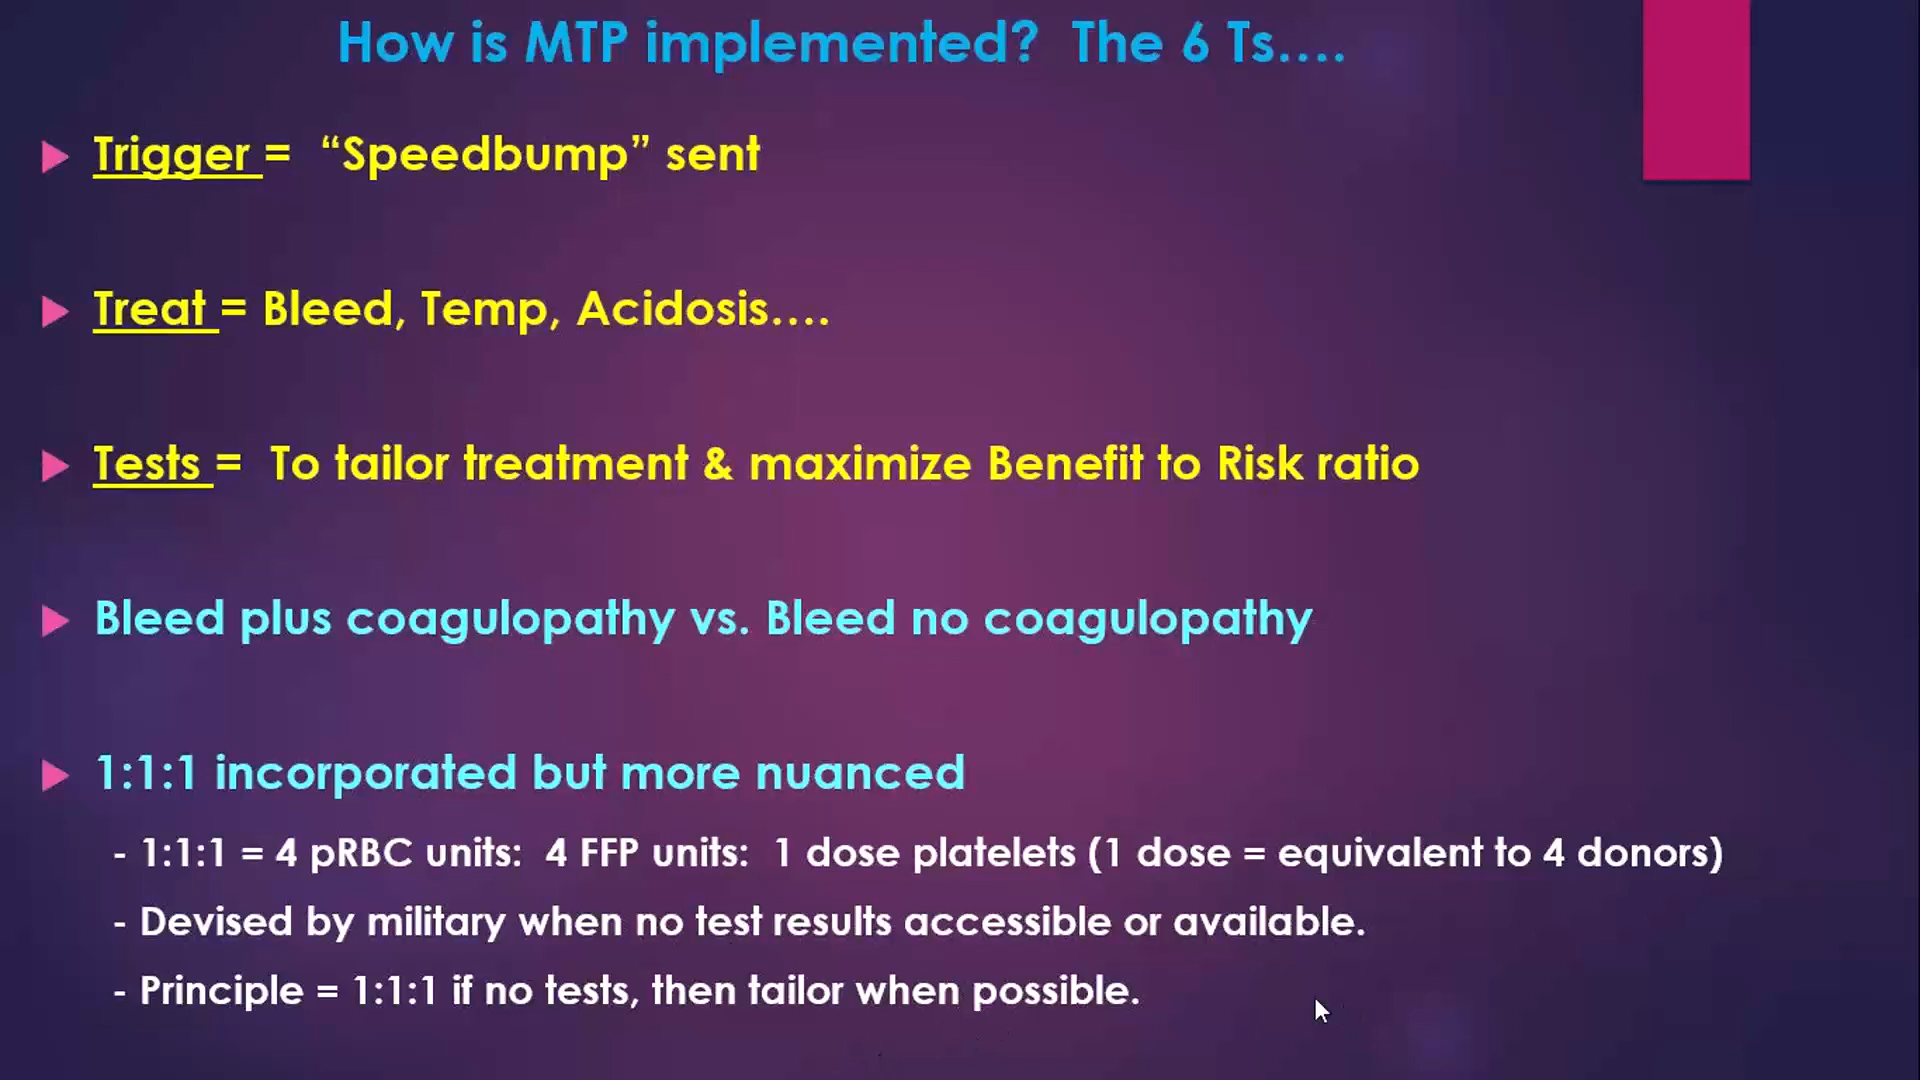 How is MTP implemented?  The 6 Ts....
Trigger =  “Speedbump” sent
Treat = Bleed, Temp, Acidosis....
Tests =  To tailor treatment & maximize Benefit to Risk ratio
Bleed plus coagulopathy vs. Bleed no coagulopathy
1:1:1 incorporated but more nuanced
- 1:1:1 = 4 pRBC units:  4 FFP units:  1 dose platelets (1 dose = equivalent to 4 donors)
- Devised by military when no test results accessible or available.
- Principle = 1:1:1 if no tests, then tailor when possible.